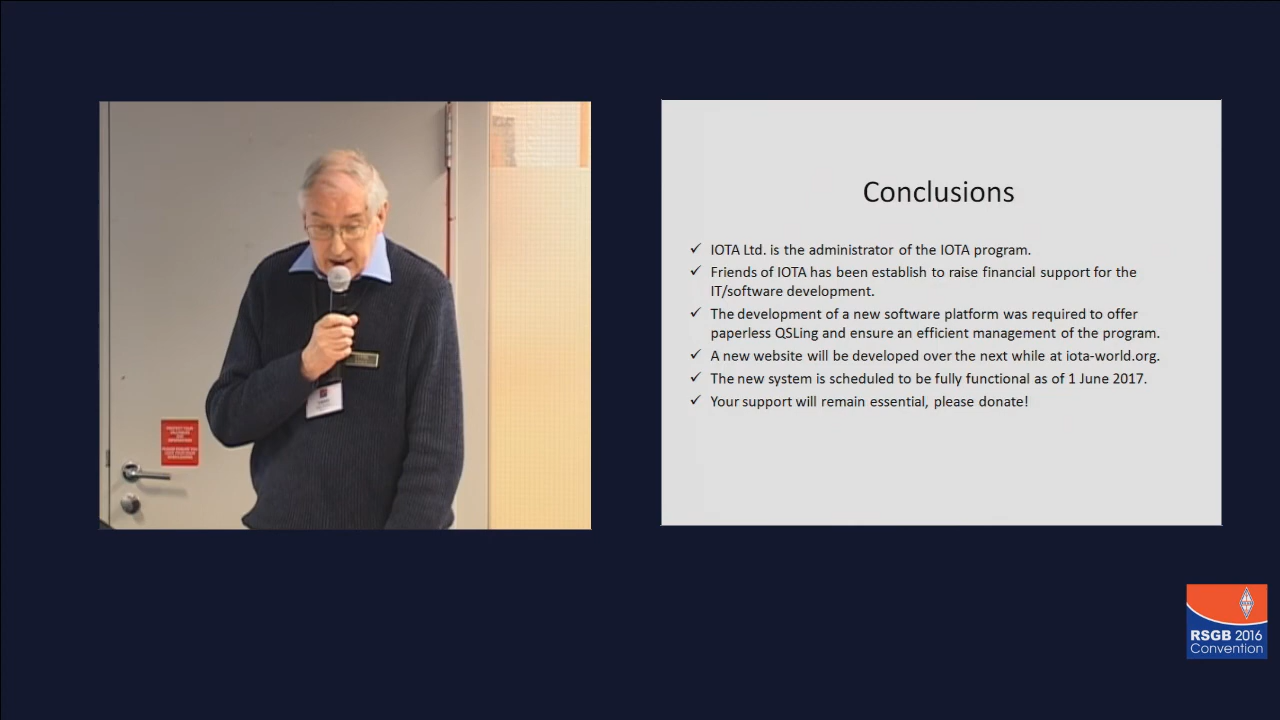 Conclusions
✓ IOTA Ltd. is the administrator of the IOTA program.
✓ Friends of IOTA has been establish to raise financial support for the
IT/software development.
✓ The development of a new software platform was required to offer
paperless QSLing and ensure an efficient management of the program.
✓ A new website will be developed over the next while at iota-world.org.
✓ The new system is scheduled to be fully functional as of 1 June 2017.
✓ Your support will remain essential, please donate!
RSGB 2016
Convention